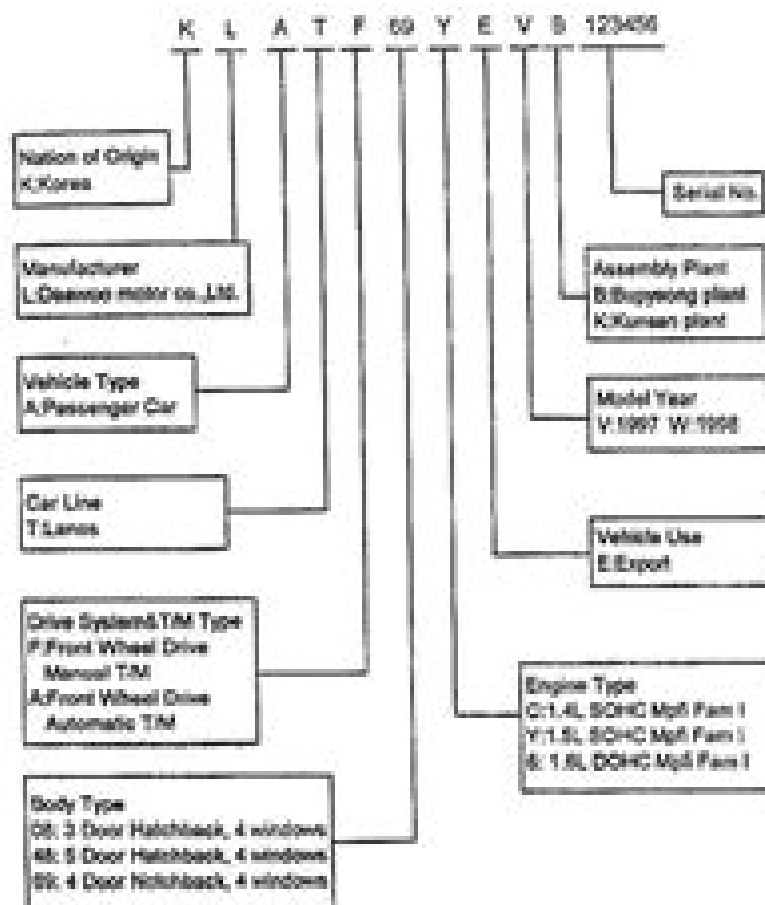 K L A T F 69 Y E V B 123456
Nation of Origin
K:Korea
Serial No.
Manufacturer
L:Daewoo motor co.,Ltd.
Assembly Plant
B:Bupyeong plant
K:Kunsan plant
Vehicle Type
A:Passenger Car
Model Year
V:1997 W:1998
Car Line
T:Lanos
Vehicle Use
E:Export
Drive System&T/M Type
F:Front Wheel Drive
Manual T/M
A:Front Wheel Drive
Automatic T/M
Engine Type
C:1.4L SOHC Mpfi Fam I
SOHC Mpfi Fam I
1.6L DOHC Mpfi Fam I
Body Type
3 Door Hatchback, 4 windows
48: 5 Door Hatchback, 4 windows
69: 4 Door Notchback, 4 windows